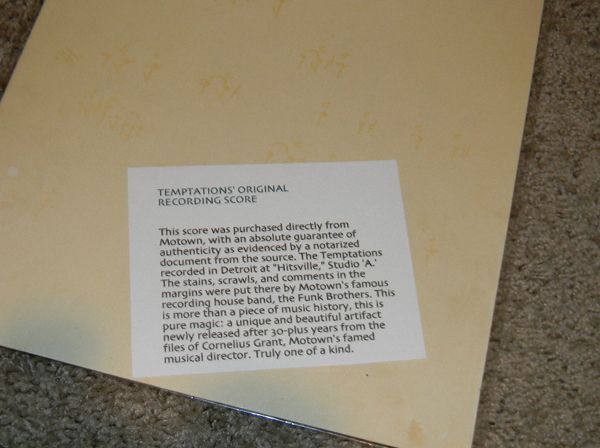 TEMPTATIONS' ORIGINAL
RECORDING SCORE
This score was purchased directly from
Motown, with an absolute guarantee of
authenticity as evidenced by a notarized
document from the source. The Temptations
recorded in Detroit at "Hitsville," Studio 'A.'
The stains, scrawls, and comments in the
margins were put there by Motown's famous
recording house band, the Funk Brothers. This
is more than a piece of music history, this is
pure magic: a unique and beautiful artifact
newly released after 30-plus years from the
files of Cornelius Grant, Motown's famed
musical director. Truly one of a kind.